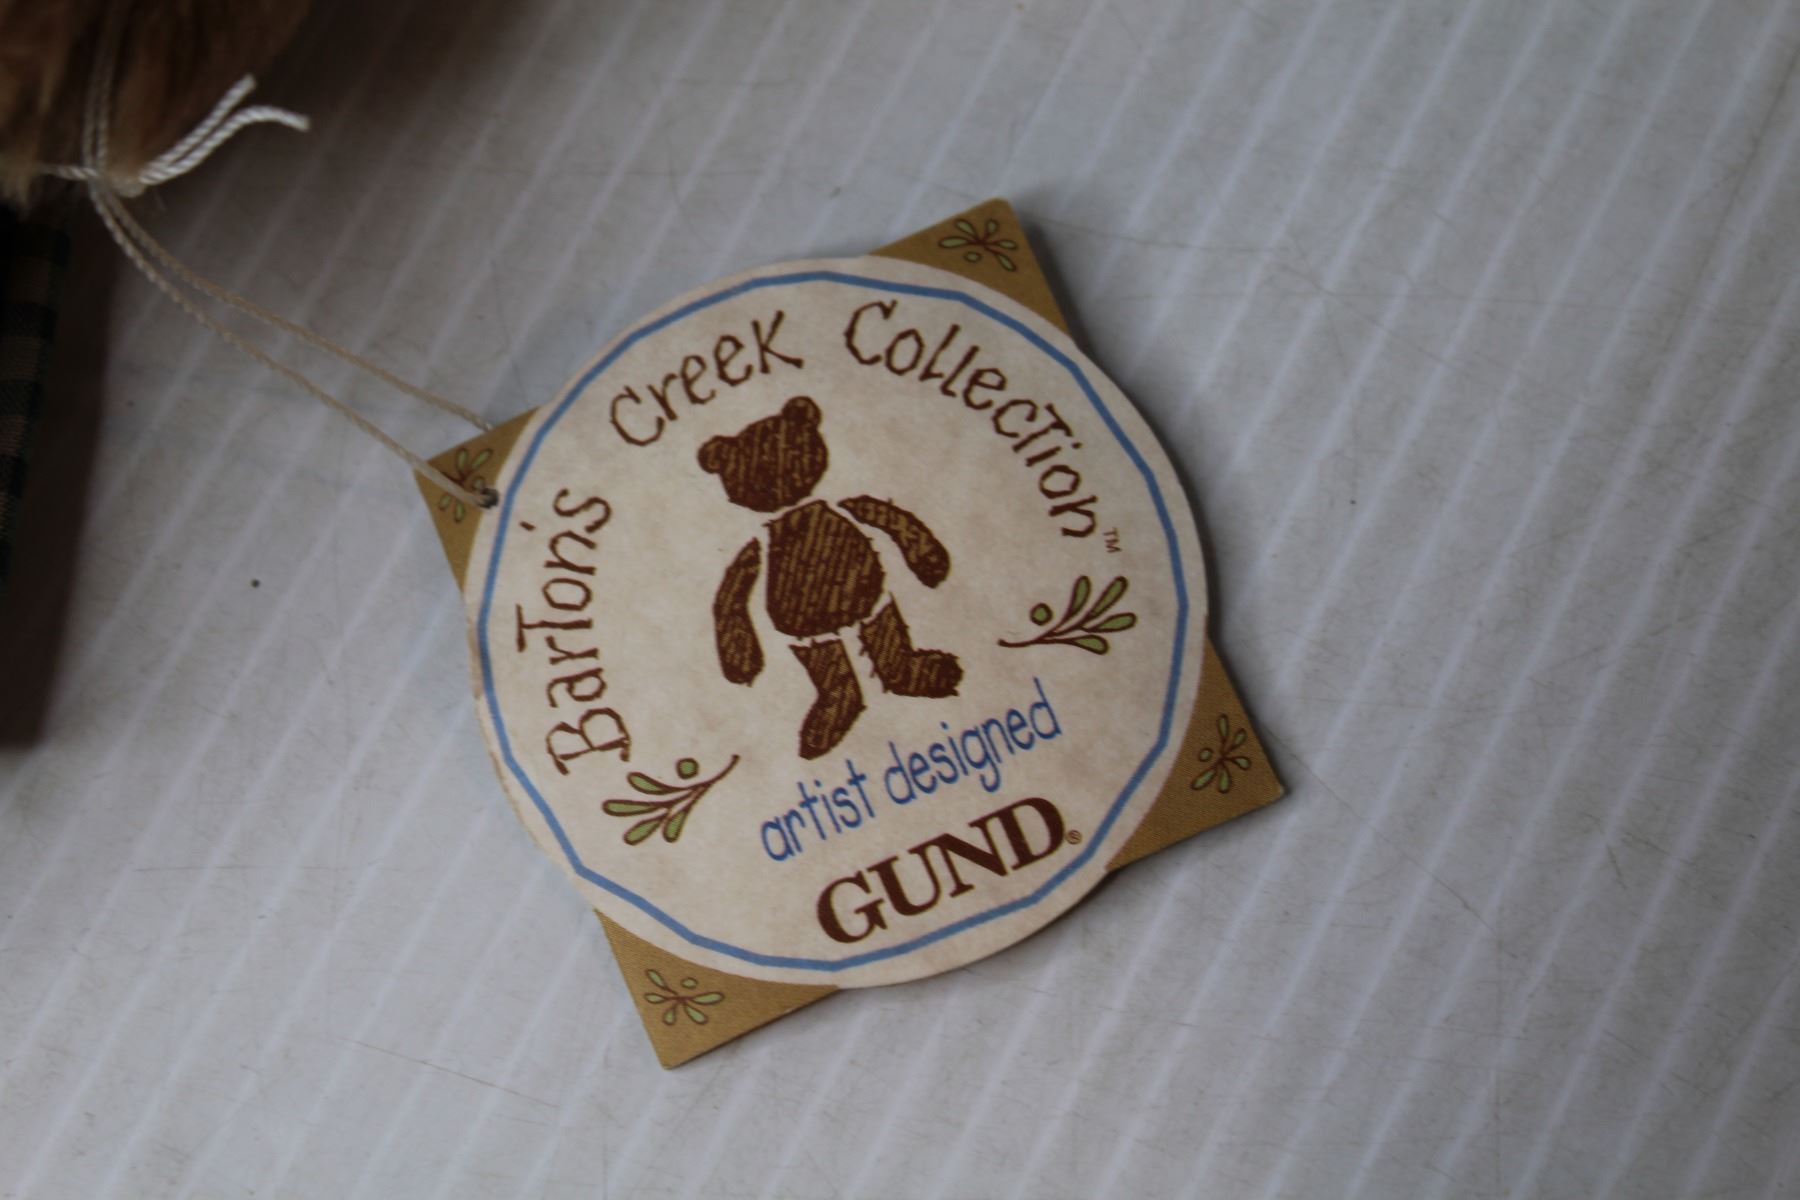 Barton's Creek Collection™
artist designed
GUND®